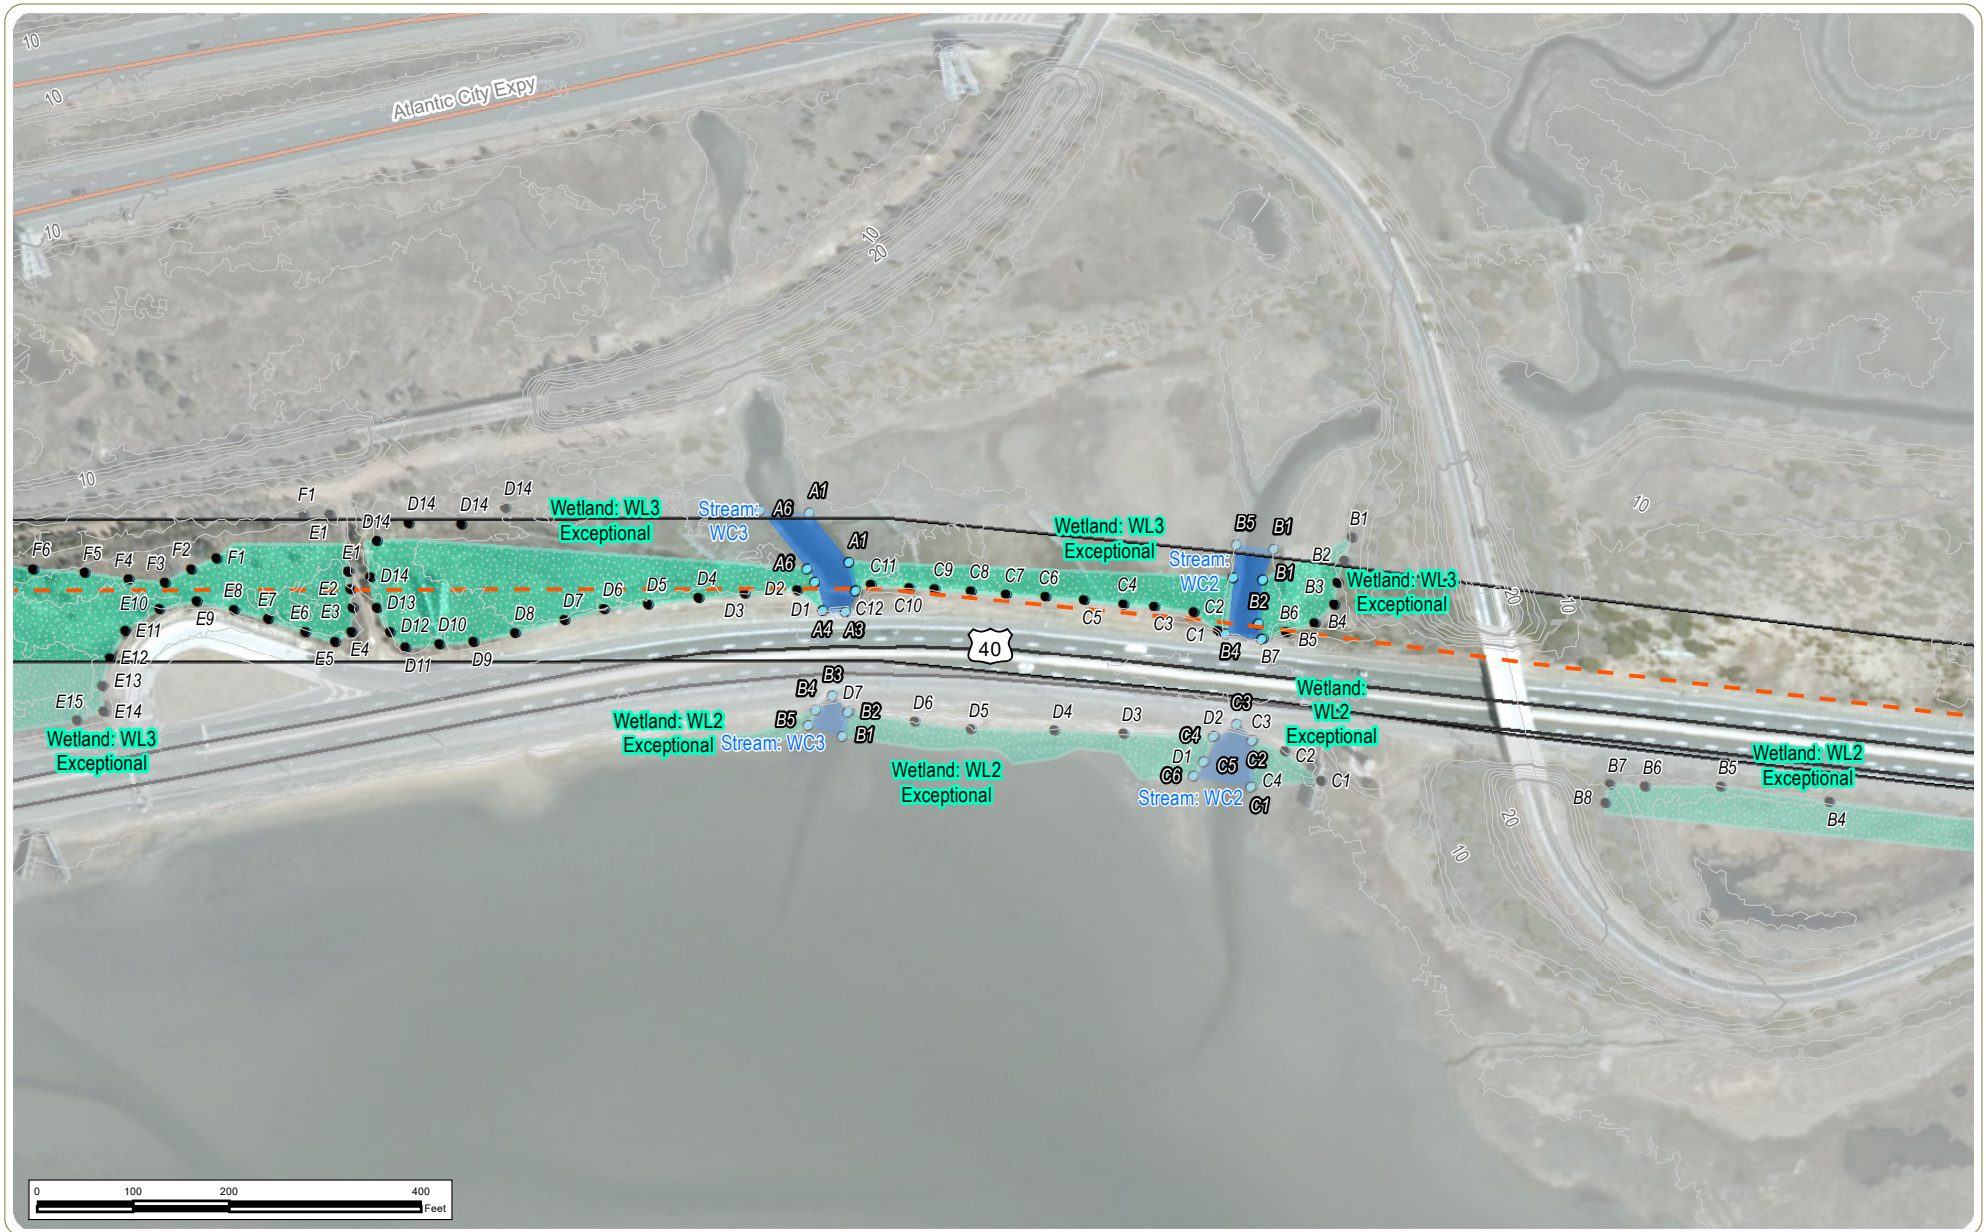 10
10
Atlantic City Expy
10
10
20
10
10
F1
D14
D14
D14
Wetland: WL3
Exceptional
Stream:
WC3
A6
A1
Wetland: WL3
Exceptional
B5
B1
B1
E1
D14
B2
F6
F5
F4
F3
F2
F1
E1
D14
A6
A1
C11
Stream:
WC2
B1
B3
Wetland: WL3
Exceptional
E10
E8
E7
E6
E2
E3
D13
D6
D5
D4
D3
D2
D1
C12
C10
C9
C8
C7
C6
C5
C4
C3
C2
C1
B2
B6
B4
B5
20
10
E11
E9
E5
E4
D12
D11
D10
D9
D8
D7
A4
A3
40
B4
B7
E12
E13
E14
E15
Wetland: WL3
Exceptional
B3
B4
D7
B5
B2
B1
Wetland: WL2
Exceptional
Stream: WC3
D6
D5
D4
D3
D2
C3
C3
C4
D1
C6
C5
C2
C2
C4
C1
C1
Wetland:
WL2
Exceptional
Wetland: WL2
Exceptional
Stream: WC2
Wetland: WL2
Exceptional
B7
B6
B5
B8
B4
20
10
0
100
200
400
Feet